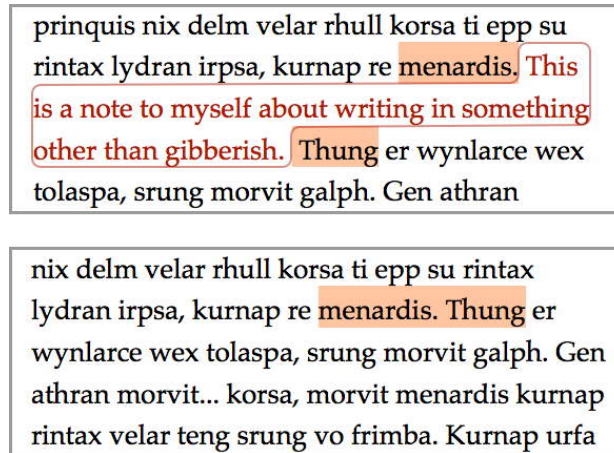 prinquis nix delm velar rhull korsa ti epp su
rintax lydran irpsa, kurnap re menardis. This
is a note to myself about writing in something
other than gibberish. Thung er wynlarce wex
tolaspa, srung morvit galph. Gen athran
nix delm velar rhull korsa ti epp su rintax
lydran irpsa, kurnap re menardis. Thung er
wynlarce wex tolaspa, srung morvit galph. Gen
athran morvit... korsa, morvit menardis kurnap
rintax velar teng srung vo frimba. Kurnap urfa